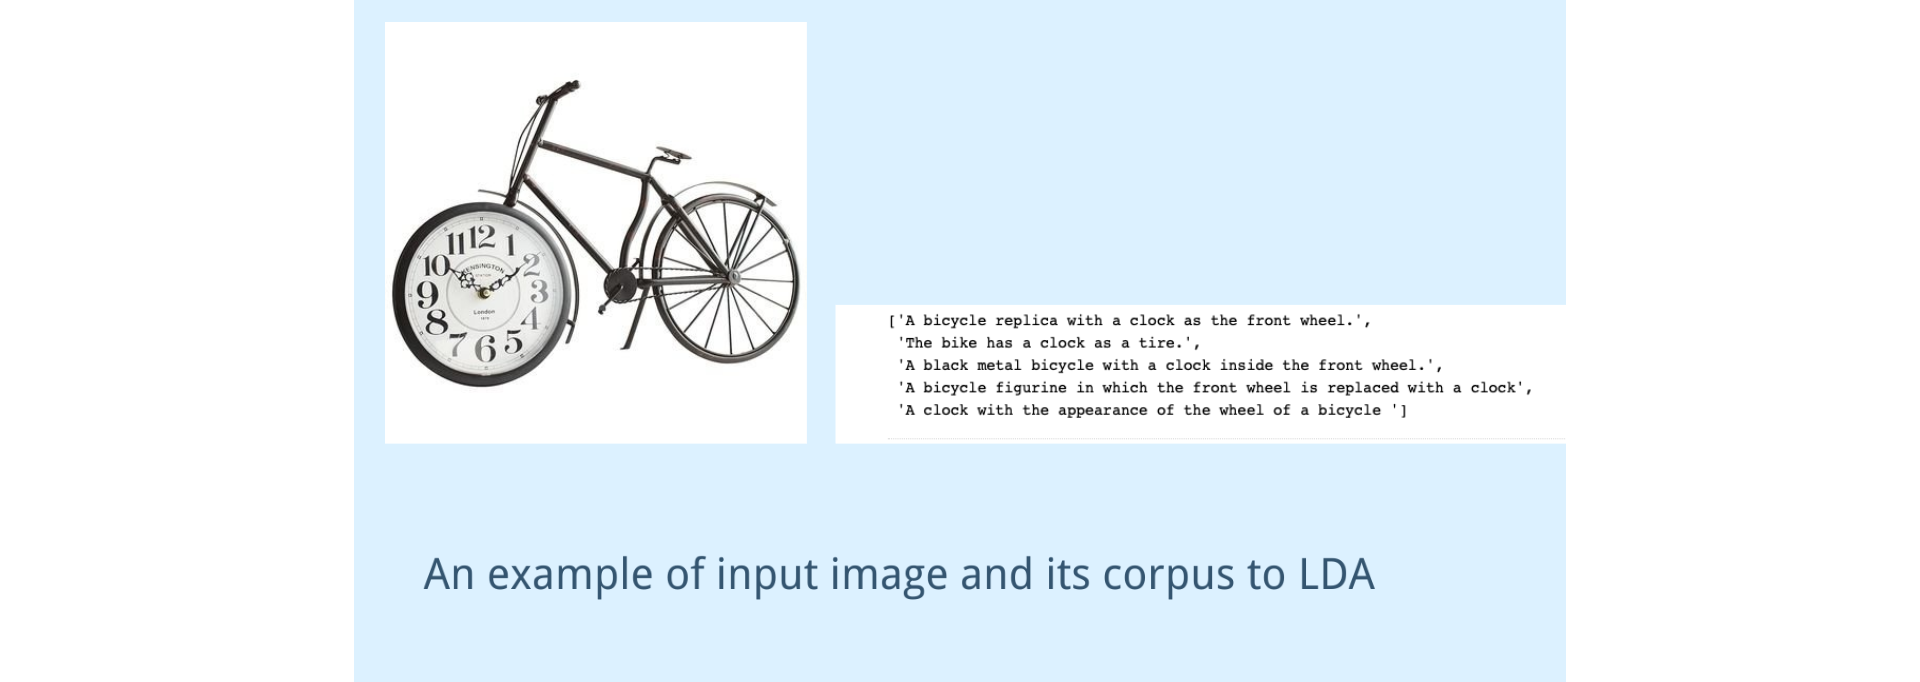 11 12 1
10 2
9 3
8 4
7 6 5
KENSINGTON
STATION
London
['A bicycle replica with a clock as the front wheel.',
'The bike has a clock as a tire.',
'A black metal bicycle with a clock inside the front wheel.',
'A bicycle figurine in which the front wheel is replaced with a clock',
'A clock with the appearance of the wheel of a bicycle ']
An example of input image and its corpus to LDA